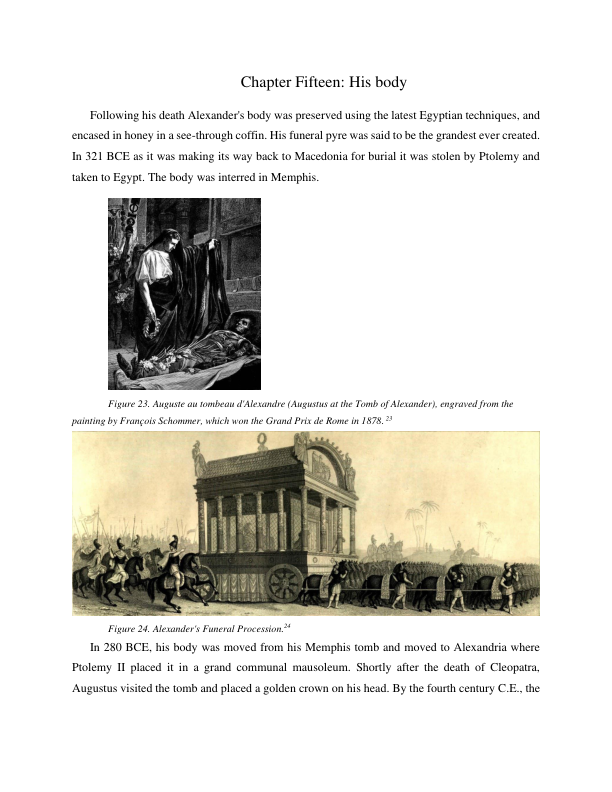 Chapter Fifteen: His body
Following his death Alexander's body was preserved using the latest Egyptian techniques, and
encased in honey in a see-through coffin. His funeral pyre was said to be the grandest ever created.
In 321 BCE as it was making its way back to Macedonia for burial it was stolen by Ptolemy and
taken to Egypt. The body was interred in Memphis.
Figure 23. Auguste au tombeau d'Alexandre (Augustus at the Tomb of Alexander), engraved from the
painting by François Schommer, which won the Grand Prix de Rome in 1878. 23
Figure 24. Alexander's Funeral Procession.24
In 280 BCE, his body was moved from his Memphis tomb and moved to Alexandria where
Ptolemy II placed it in a grand communal mausoleum. Shortly after the death of Cleopatra,
Augustus visited the tomb and placed a golden crown on his head. By the fourth century C.E., the